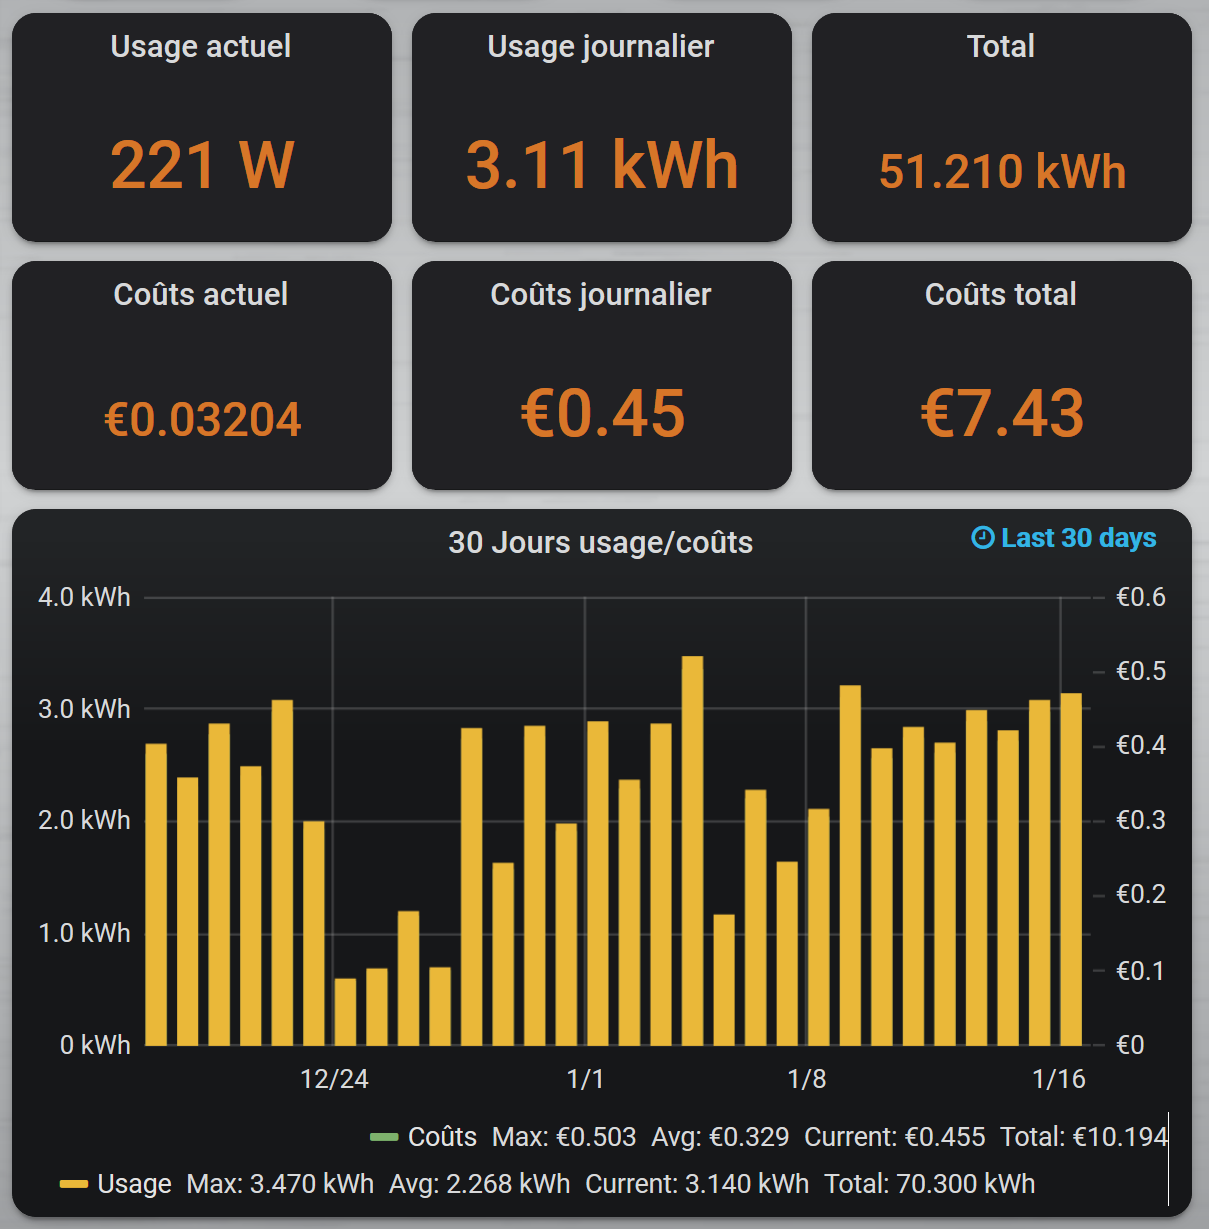 Usage actuel
Usage journalier
Total
221 W
3.11 kWh
51.210 kWh
Coûts actuel
Coûts journalier
Coûts total
€0.03204
€0.45
€7.43
30 Jours usage/coûts
Last 30 days
4.0 kWh
€0.6
€0.5
3.0 kWh
€0.4
2.0 kWh
€0.3
€0.2
1.0 kWh
€0.1
0 kWh
€0
12/24
1/1
1/8
1/16
Coûts Max: €0.503 Avg: €0.329 Current: €0.455 Total: €10.194
Usage Max: 3.470 kWh Avg: 2.268 kWh Current: 3.140 kWh Total: 70.300 kWh